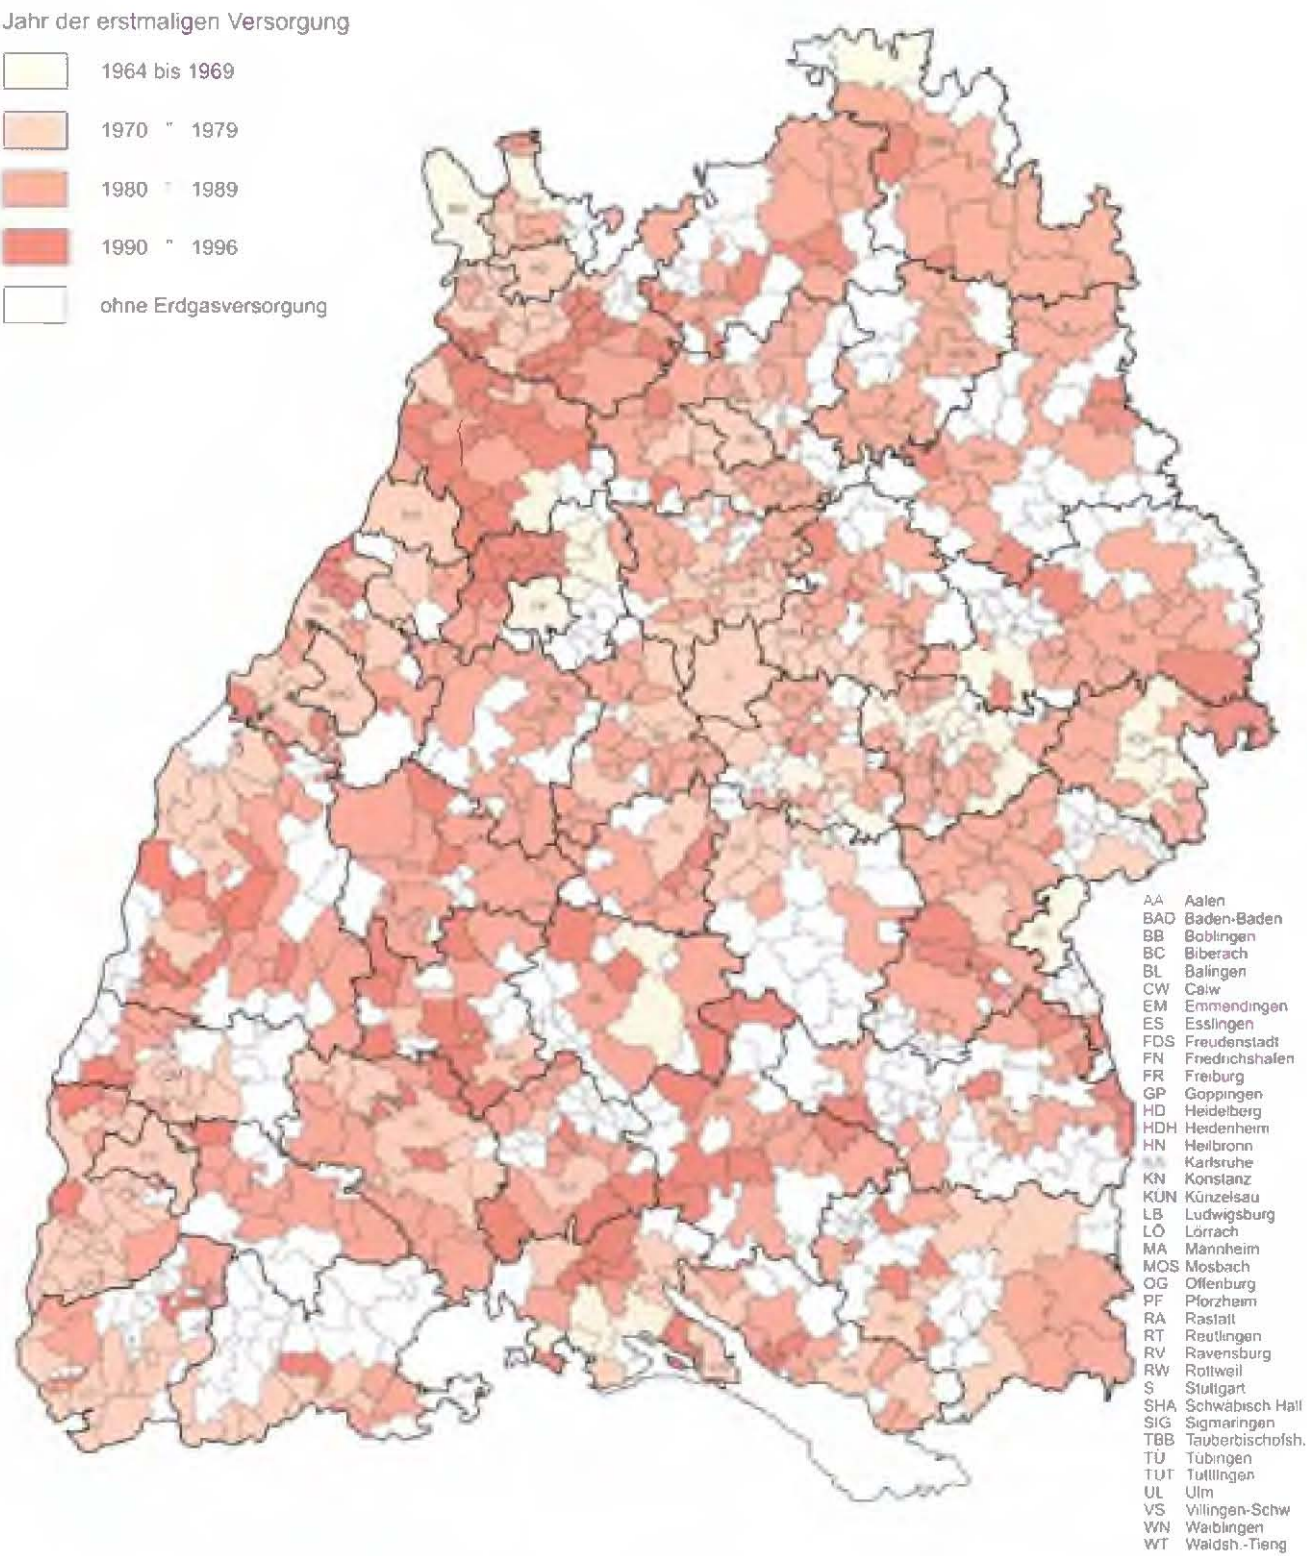 Jahr der erstmaligen Versorgung
1964 bis 1969
1970 " 1979
1980 " 1989
1990 " 1996
ohne Erdgasversorgung
AA Aalen
BAD Baden-Baden
BB Boblingen
BC Biberach
BL Balingen
CW Calw
EM Emmendingen
ES Esslingen
FDS Freudenstadt
FN Friedrichshafen
FR Freiburg
GP Goppingen
HD Heidelberg
HDH Heidenheim
HN Heilbronn
Karlsruhe
KN Konstanz
KÜN Künzelsau
LB Ludwigsburg
LÖ Lörrach
MA Mannheim
MOS Mosbach
OG Offenburg
PF Pforzheim
RA Rastatt
RT Reutlingen
RV Ravensburg
RW Rottweil
S Stuttgart
SHA Schwäbisch Hall
SIG Sigmaringen
TBB Tauberbischofsh.
TÜ Tübingen
TUT Tuttlingen
UL Ulm
VS Villingen-Schw
WN Waiblingen
WT Waldsh.-Tieng